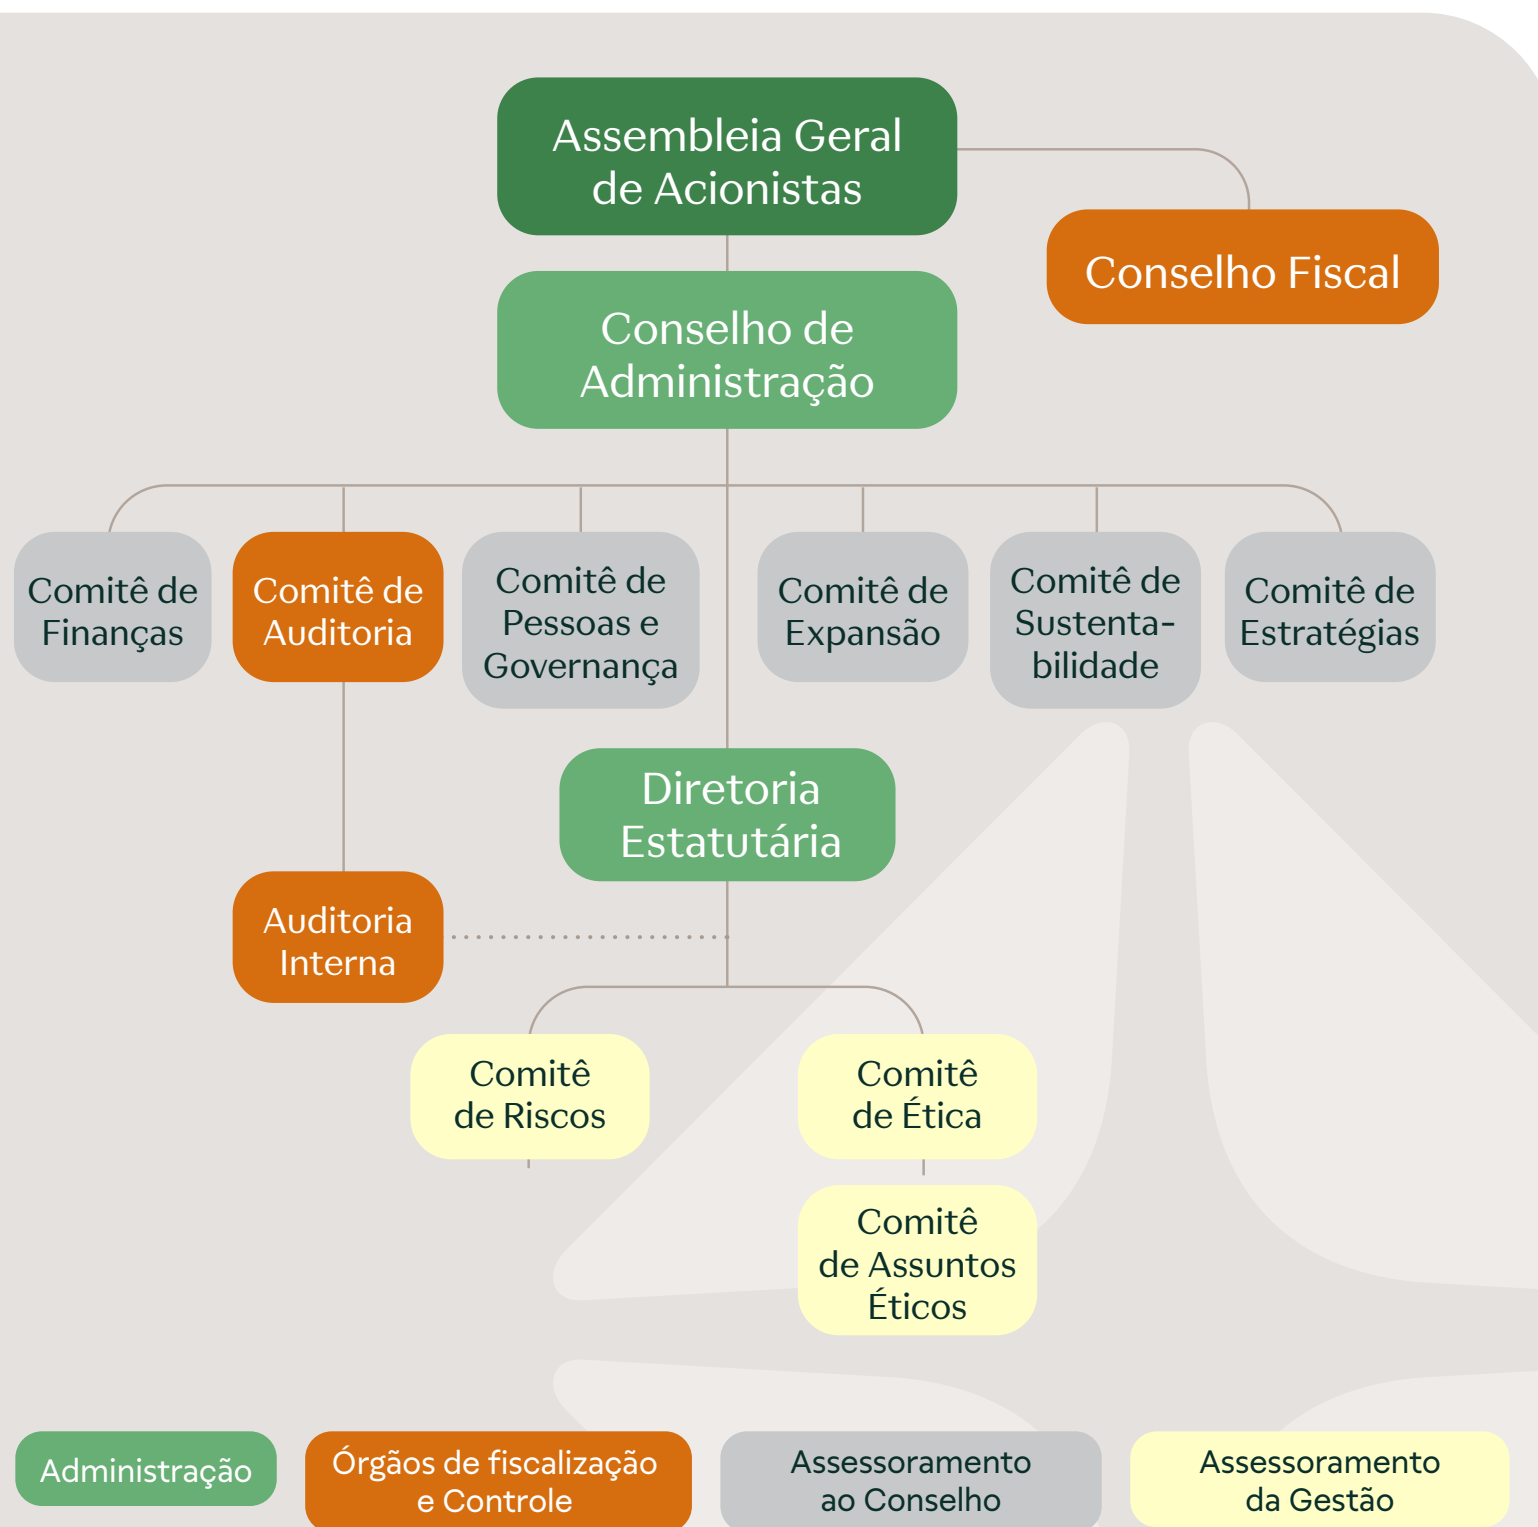 Assembleia Geral
de Acionistas
Conselho Fiscal
Conselho de
Administração
Comitê de
Finanças
Comitê de
Auditoria
Comitê de
Pessoas e
Governança
Comitê de
Expansão
Comitê de
Sustenta-
bilidade
Comitê de
Estratégias
Diretoria
Estatutária
Auditoria
Interna
Comitê
de Riscos
Comitê
de Ética
Comitê
de Assuntos
Éticos
Administração
Órgãos de fiscalização
e Controle
Assessoramento
ao Conselho
Assessoramento
da Gestão